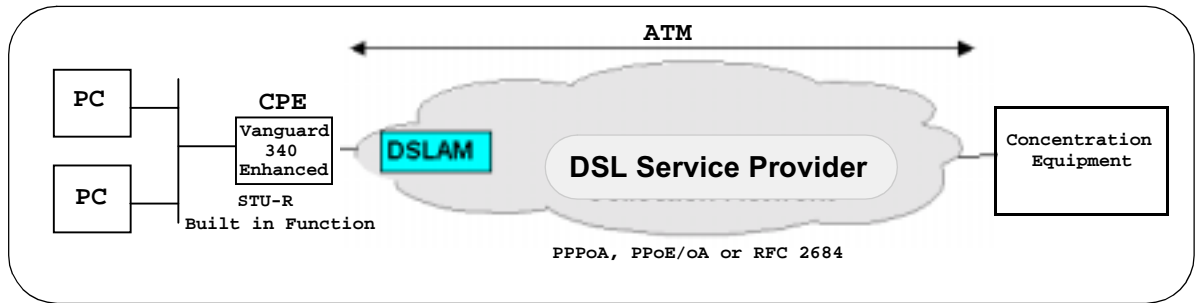 ATM
PC
CPE
Vanguard
340
Enhanced
DSLAM
DSL Service Provider
Concentration
Equipment
PC
STU-R
Built in Function
PPPoA, PPoE/oA or RFC 2684